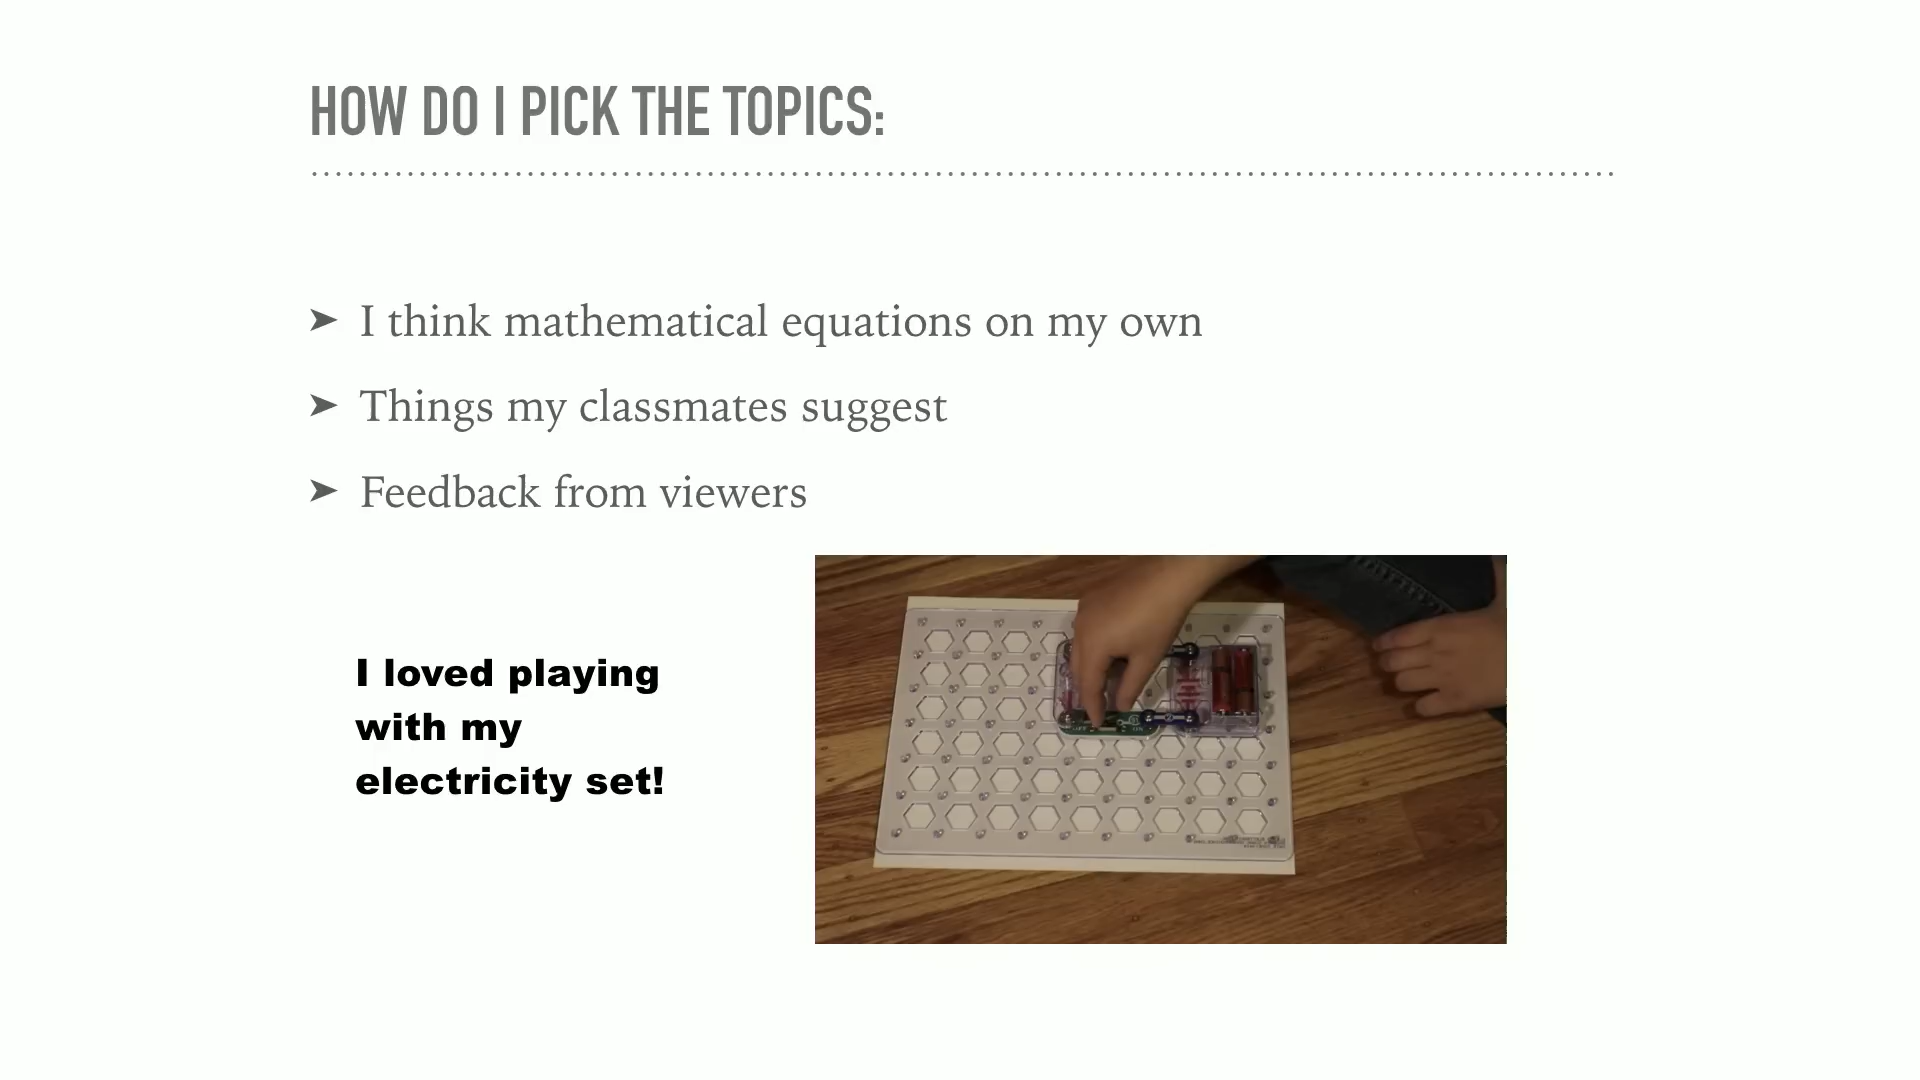 HOW DO I PICK THE TOPICS:
➤ I think mathematical equations on my own
➤ Things my classmates suggest
➤ Feedback from viewers
I loved playing
with my
electricity set!